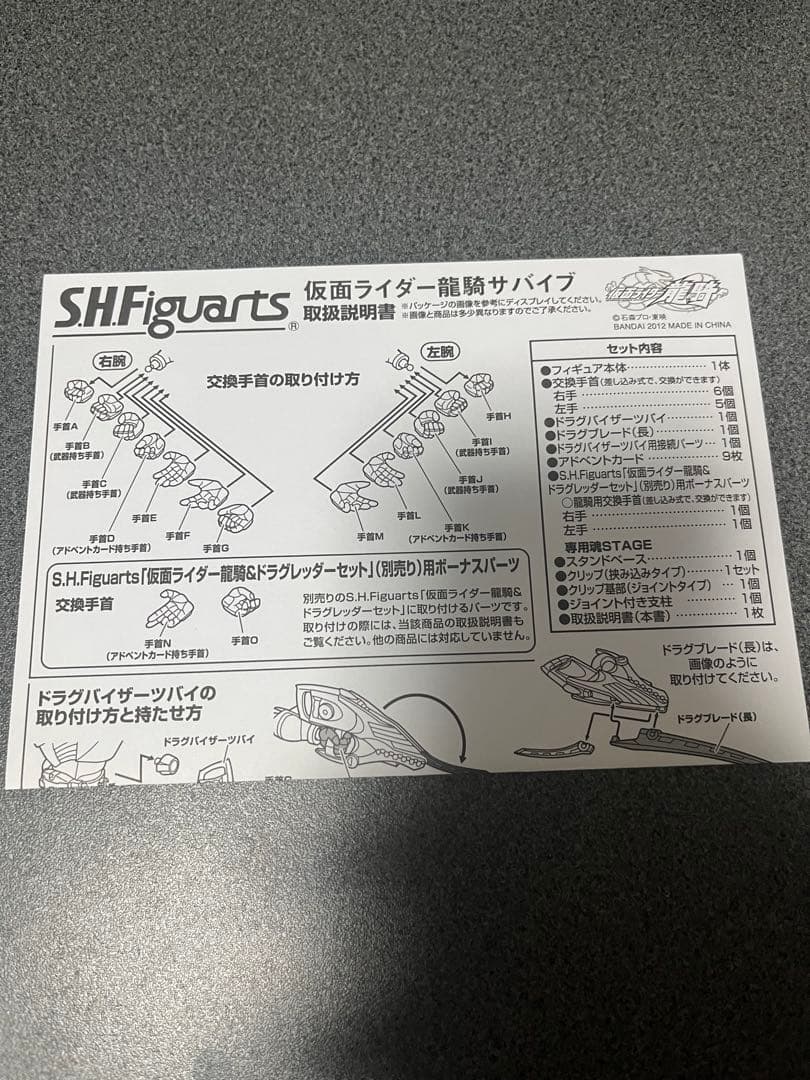 S.H.Figuarts®
仮面ライダー龍騎サバイブ
取扱説明書
※パッケージの画像を参考にディスプレイしてください。
※画像と商品は多少異なりますのでご了承ください。
仮面ライダー龍騎
©石森プロ・東映
BANDAI 2012 MADE IN CHINA
右腕
交換手首の取り付け方
左腕
手首A
手首B
(武器持ち手首)
手首C
(武器持ち手首)
手首D
(アドベントカード持ち手首)
手首E
手首F
手首G
手首H
手首I
(武器持ち手首)
手首J
(武器持ち手首)
手首K
(アドベントカード持ち手首)
手首L
手首M
セット内容
●フィギュア本体 1体
●交換手首(差し込み式で、交換ができます)
右手 6個
左手 5個
●ドラグバイザーツバイ 1個
●ドラグブレード(長) 1個
●ドラグバイザーツバイ用接続パーツ 1個
●アドベントカード 9枚
●S.H.Figuarts「仮面ライダー龍騎&
ドラグレッダーセット」(別売り)用ボーナスパーツ
○龍騎用交換手首(差し込み式で、交換ができます)
右手 1個
左手 1個
専用魂STAGE
●スタンドベース 1個
●クリップ(挟み込みタイプ) 1セット
●クリップ基部(ジョイントタイプ) 1個
●ジョイント付き支柱 1個
●取扱説明書(本書) 1枚
S.H.Figuarts「仮面ライダー龍騎&ドラグレッダーセット」(別売り)用ボーナスパーツ
交換手首
手首N
(アドベントカード持ち手首)
手首O
別売りのS.H.Figuarts「仮面ライダー龍騎&
ドラグレッダーセット」に取り付けるパーツです。
取り付けの際には、当該商品の取扱説明書も
ご覧ください。他の商品には対応していません。
ドラグバイザーツバイの
取り付け方と持たせ方
ドラグバイザーツバイ
ドラグブレード(長)は、
画像のように
取り付けてください。
ドラグブレード(長)